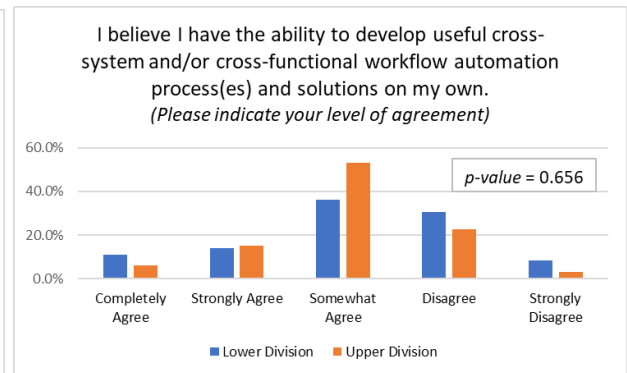 I believe I have the ability to develop useful cross-
system and/or cross-functional workflow automation
process(es) and solutions on my own.
(Please indicate your level of agreement)
60.0%
p-value = 0.656
40.0%
20.0%
0.0%
Completely Agree
Strongly Agree
Somewhat Agree
Disagree
Strongly Disagree
Lower Division
Upper Division